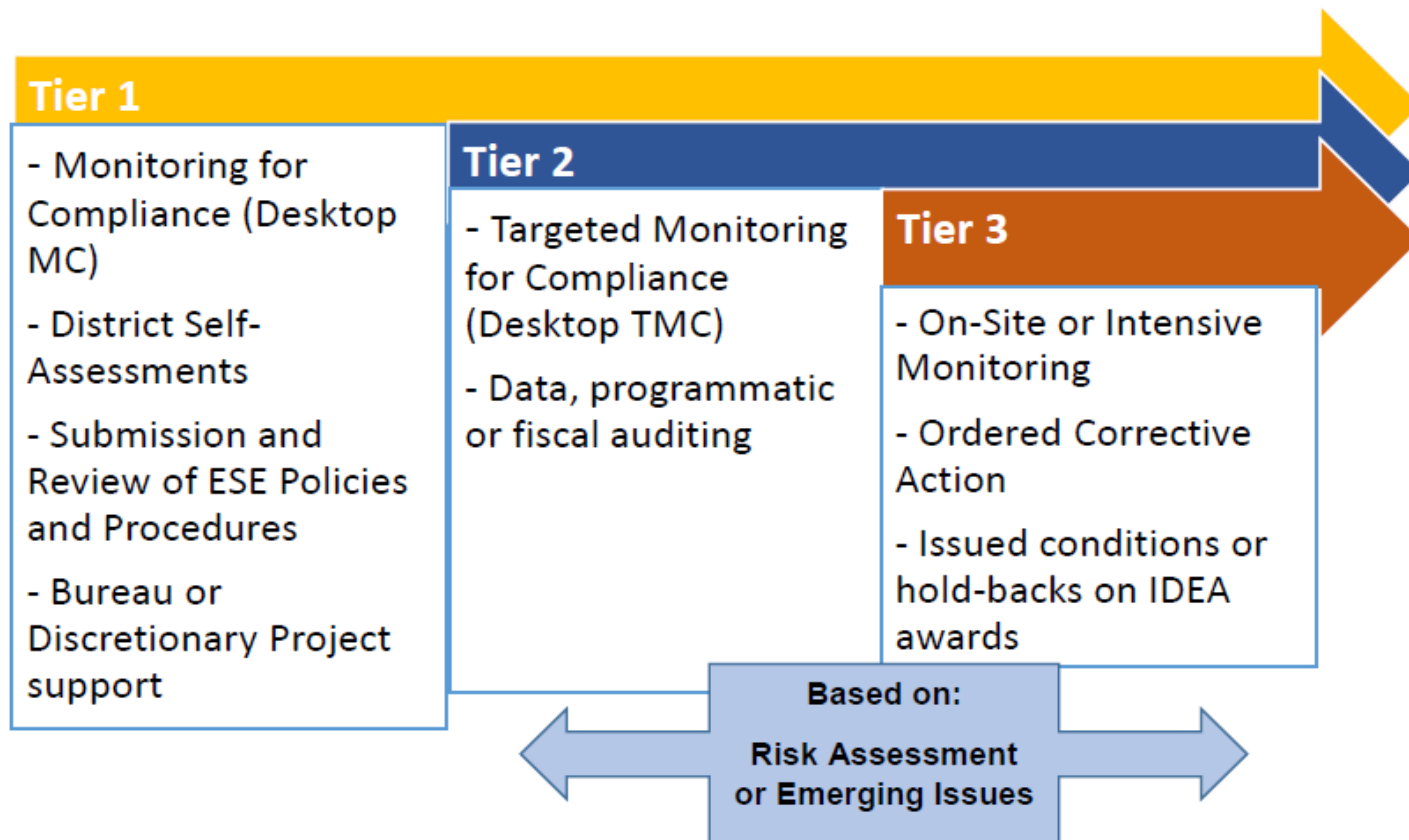 Tier 1
- Monitoring for
Compliance (Desktop
MC)
- District Self-
Assessments
- Submission and
Review of ESE Policies
and Procedures
- Bureau or
Discretionary Project
support
Tier 2
- Targeted Monitoring
for Compliance
(Desktop TMC)
- Data, programmatic
or fiscal auditing
Tier 3
- On-Site or Intensive
Monitoring
- Ordered Corrective
Action
- Issued conditions or
hold-backs on IDEA
awards
Based on:
Risk Assessment
or Emerging Issues